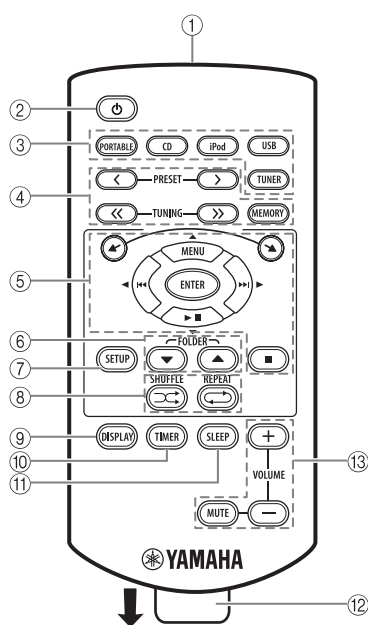 ①
②
③ PORTABLE CD iPod USB
TUNER
④ < PRESET >
<< TUNING >> MEMORY
MENU
⑤ ENTER
⑥ FOLDER
⑦ SETUP
SHUFFLE REPEAT
⑧
⑨ DISPLAY TIMER SLEEP +
⑩
⑪
VOLUME ⑬
MUTE −
YAMAHA
⑫